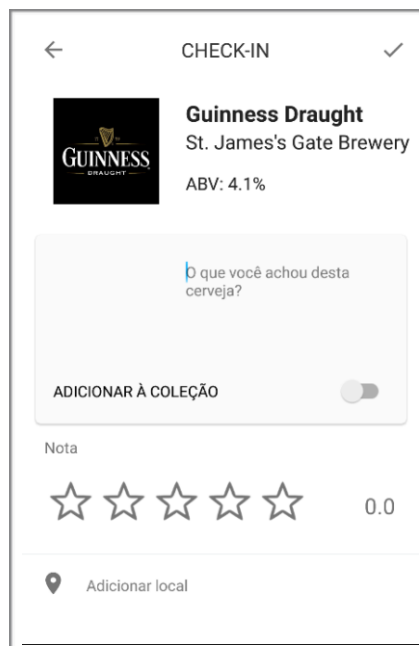 CHECK-IN
GUINNESS
DRAUGHT
Guinness Draught
St. James's Gate Brewery
ABV: 4.1%
O que você achou desta
cerveja?
ADICIONAR À COLEÇÃO
Nota
0.0
Adicionar local